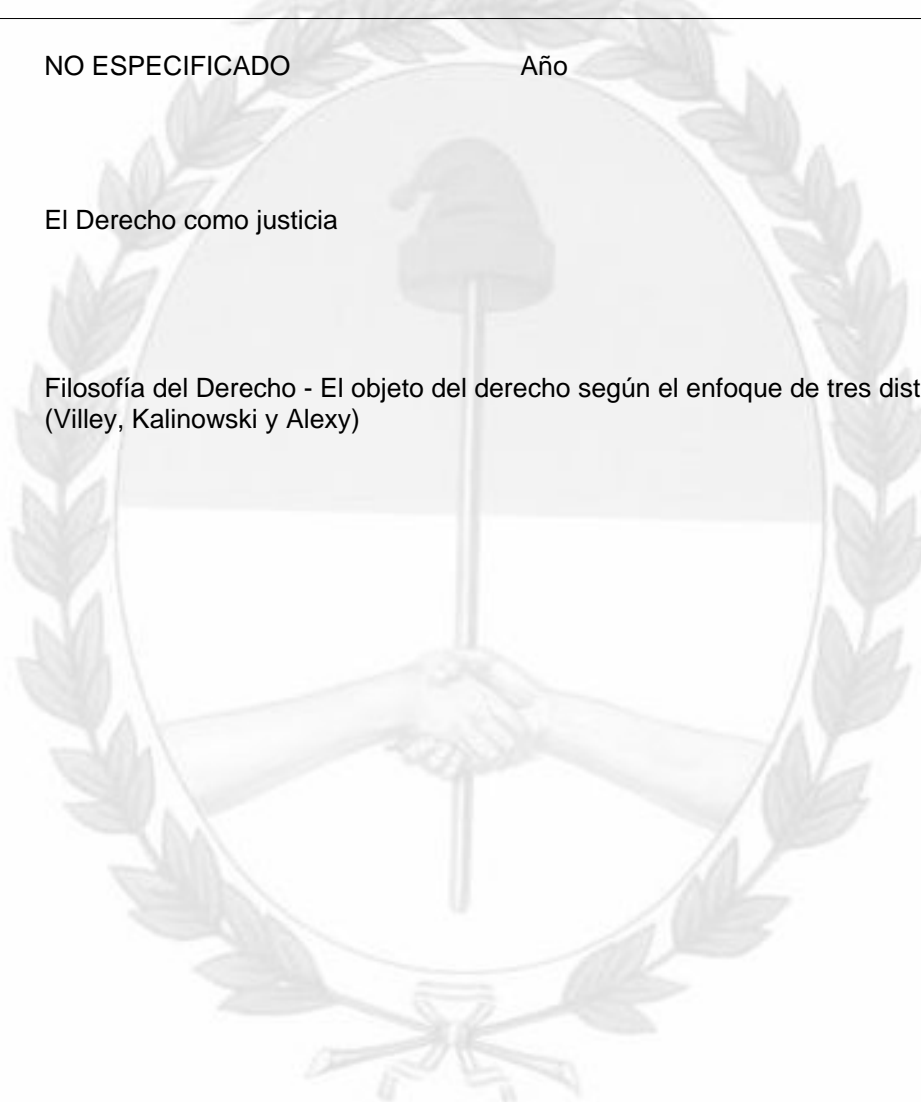 NO ESPECIFICADO Año
El Derecho como justicia
Filosofía del Derecho - El objeto del derecho según el enfoque de tres dist
(Villey, Kalinowski y Alexy)